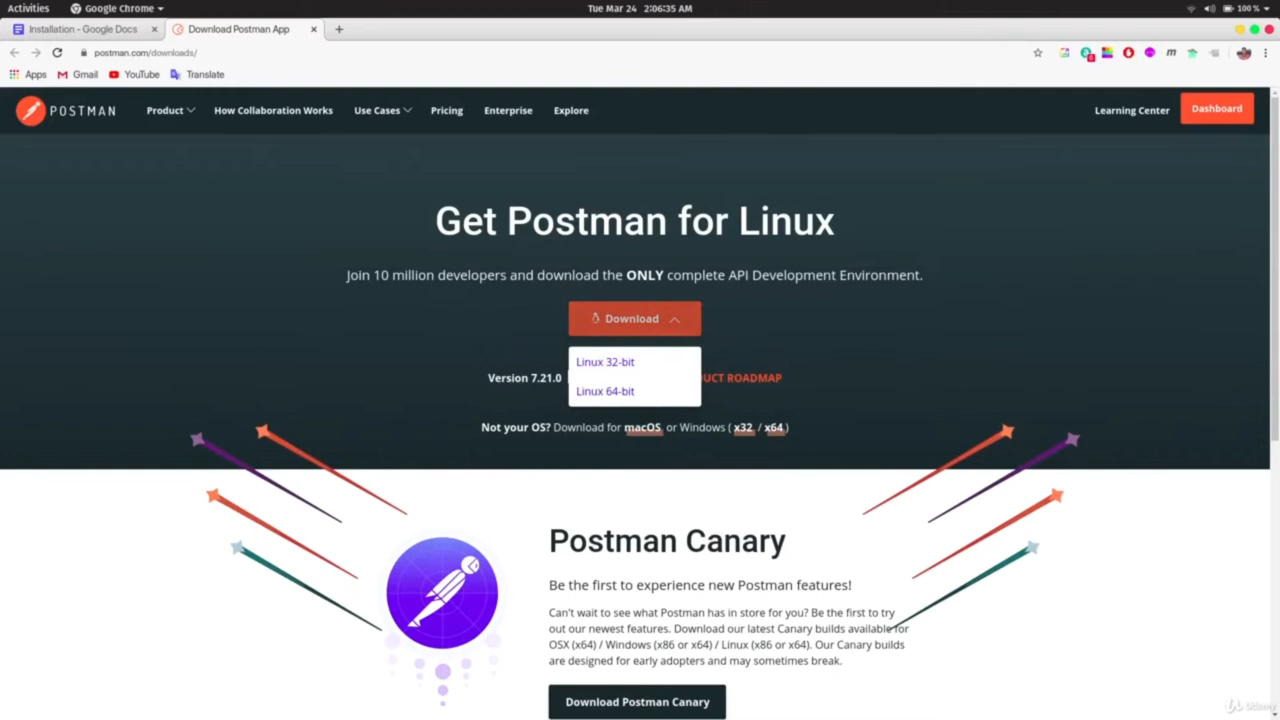 Activities Google Chrome Tue Mar 24 2:06:35 AM 100 %
Installation - Google Docs Download Postman App
postman.com/downloads/
Apps Gmail YouTube Translate
POSTMAN Product How Collaboration Works Use Cases Pricing Enterprise Explore Learning Center Dashboard
Get Postman for Linux
Join 10 million developers and download the ONLY complete API Development Environment.
Download
Linux 32-bit
Version 7.21.0 UCT ROADMAP
Linux 64-bit
Not your OS? Download for macOS or Windows ( x32 / x64 )
Postman Canary
Be the first to experience new Postman features!
Can't wait to see what Postman has in store for you? Be the first to try
out our newest features. Download our latest Canary builds available for
OSX (x64) / Windows (x86 or x64) / Linux (x86 or x64). Our Canary builds
are designed for early adopters and may sometimes break.
Download Postman Canary
Udemy